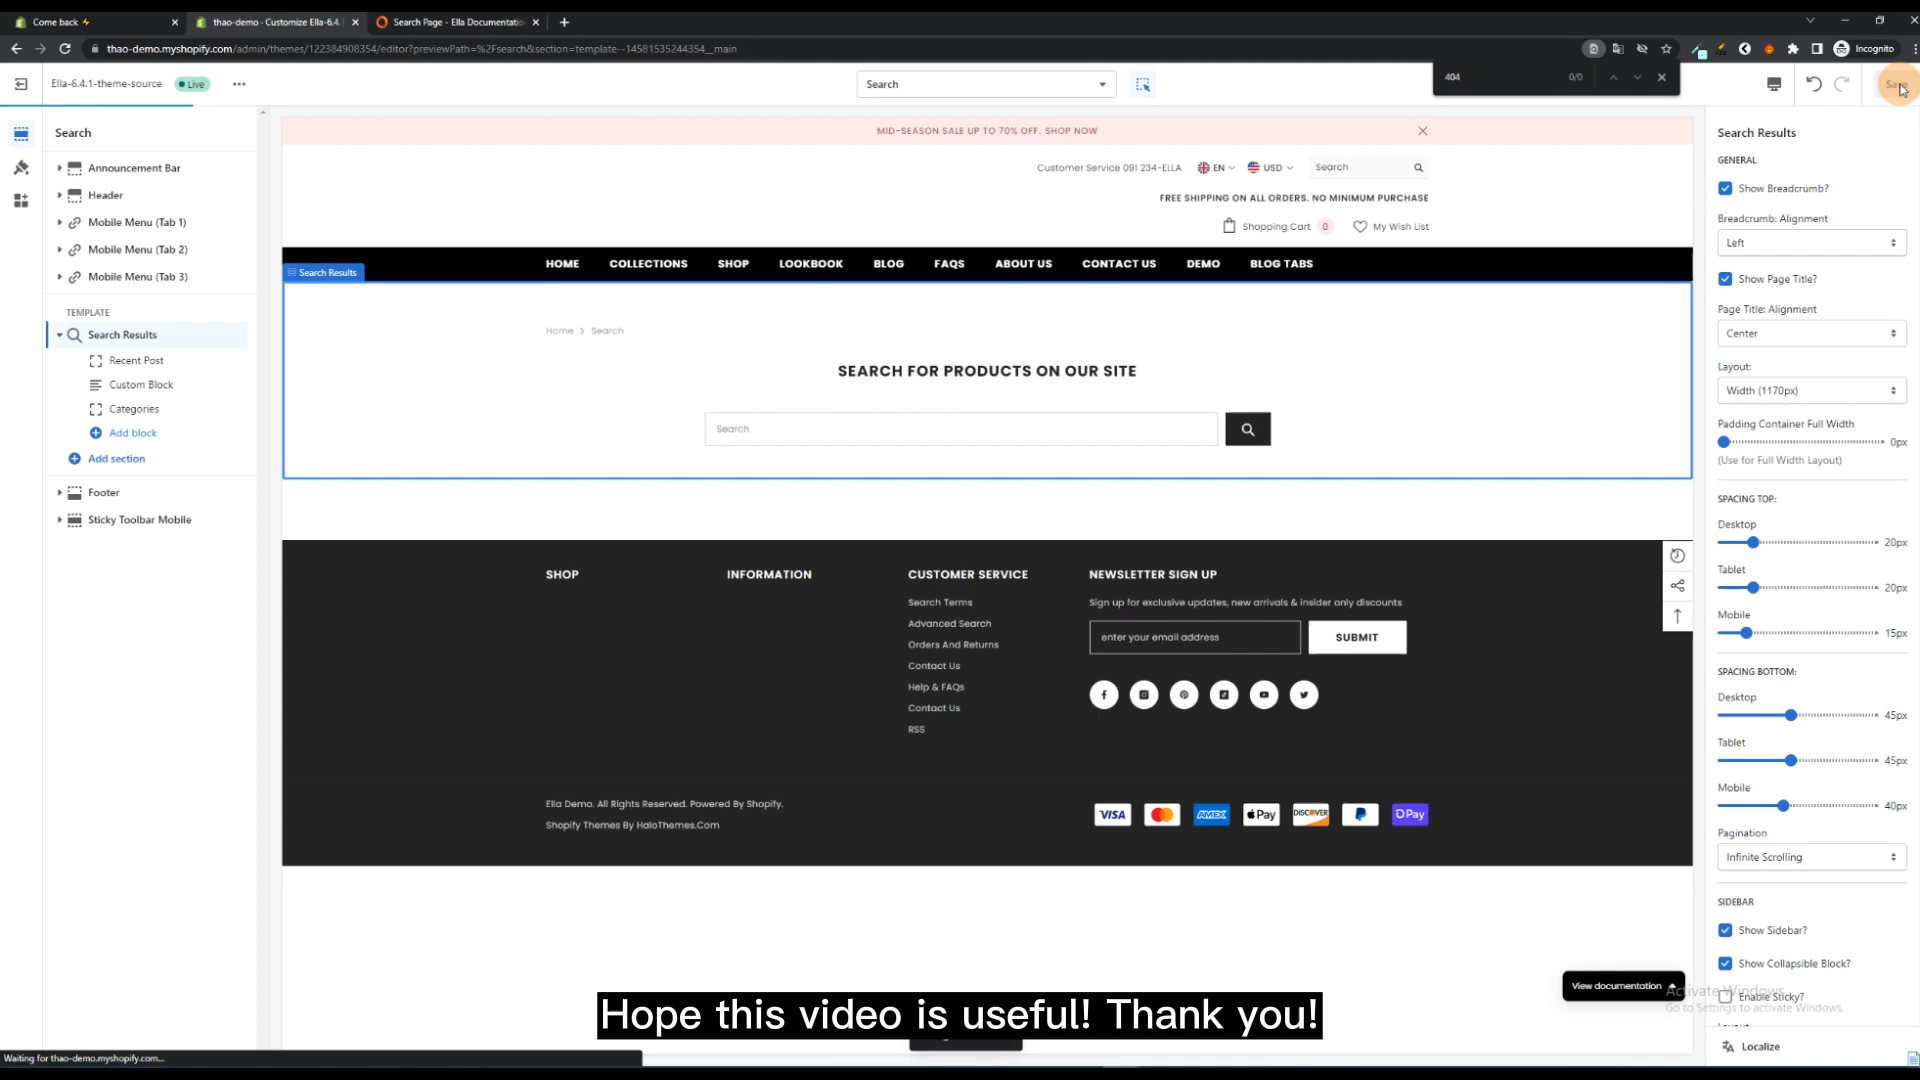 Come back
thao-demo · Customize Ella-6.4.1
Search Page - Ella Documentatio
thao-demo.myshopify.com/admin/themes/122384908354/editor?previewPath=%2Fsearch&section=template--14581535244354__main
Incognito
404
0/0
Ella-6.4.1-theme-source
Live
Search
Save
Search
Announcement Bar
Header
Mobile Menu (Tab 1)
Mobile Menu (Tab 2)
Mobile Menu (Tab 3)
TEMPLATE
Search Results
Recent Post
Custom Block
Categories
Add block
Add section
Footer
Sticky Toolbar Mobile
MID-SEASON SALE UP TO 70% OFF. SHOP NOW
Customer Service 091 234-ELLA
EN
USD
Search
FREE SHIPPING ON ALL ORDERS. NO MINIMUM PURCHASE
Shopping Cart 0
My Wish List
HOME COLLECTIONS SHOP LOOKBOOK BLOG FAQS ABOUT US CONTACT US DEMO BLOG TABS
Search Results
Home > Search
SEARCH FOR PRODUCTS ON OUR SITE
Search
SHOP
INFORMATION
CUSTOMER SERVICE
Search Terms
Advanced Search
Orders And Returns
Contact Us
Help & FAQs
Contact Us
RSS
NEWSLETTER SIGN UP
Sign up for exclusive updates, new arrivals & insider only discounts
enter your email address
SUBMIT
Ella Demo. All Rights Reserved. Powered By Shopify.
Shopify Themes By HaloThemes.Com
VISA
AMEX
Pay
DISCOVER
Pay
View documentation
Search Results
GENERAL
Show Breadcrumb?
Breadcrumb: Alignment
Left
Show Page Title?
Page Title: Alignment
Center
Layout:
Width (1170px)
Padding Container Full Width
0px
(Use for Full Width Layout)
SPACING TOP:
Desktop
20px
Tablet
20px
Mobile
15px
SPACING BOTTOM:
Desktop
45px
Tablet
45px
Mobile
40px
Pagination
Infinite Scrolling
SIDEBAR
Show Sidebar?
Show Collapsible Block?
Enable Sticky?
Activate Windows
Go to Settings to activate Windows.
Localize
Hope this video is useful! Thank you!
Waiting for thao-demo.myshopify.com...